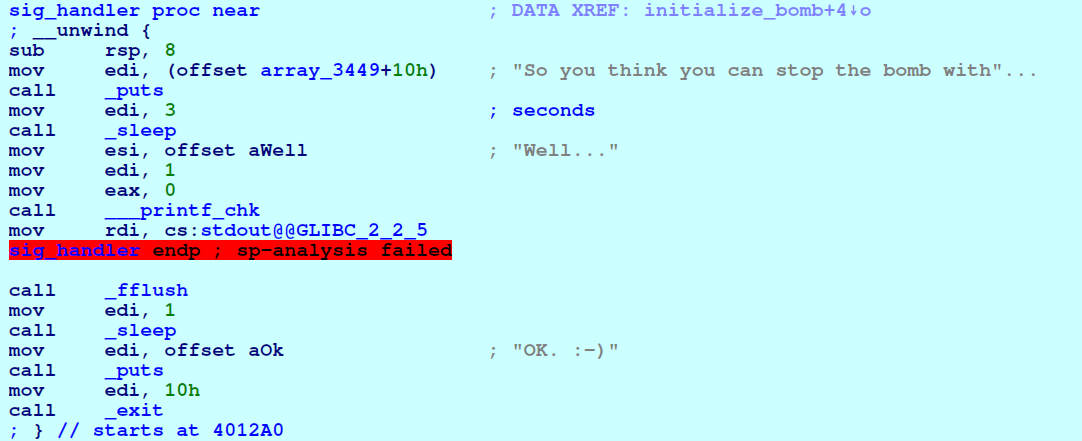 sig_handler proc near ; DATA XREF: initialize_bomb+4↓o
; __unwind {
sub rsp, 8
mov edi, (offset array_3449+10h) ; "So you think you can stop the bomb with"...
call _puts
mov edi, 3 ; seconds
call _sleep
mov esi, offset aWell ; "Well..."
mov edi, 1
mov eax, 0
call ___printf_chk
mov rdi, cs:stdout@@GLIBC_2_2_5
sig_handler endp ; sp-analysis failed
call _fflush
mov edi, 1
call _sleep
mov edi, offset aOk ; "OK. :-)"
call _puts
mov edi, 10h
call _exit
; } // starts at 4012A0